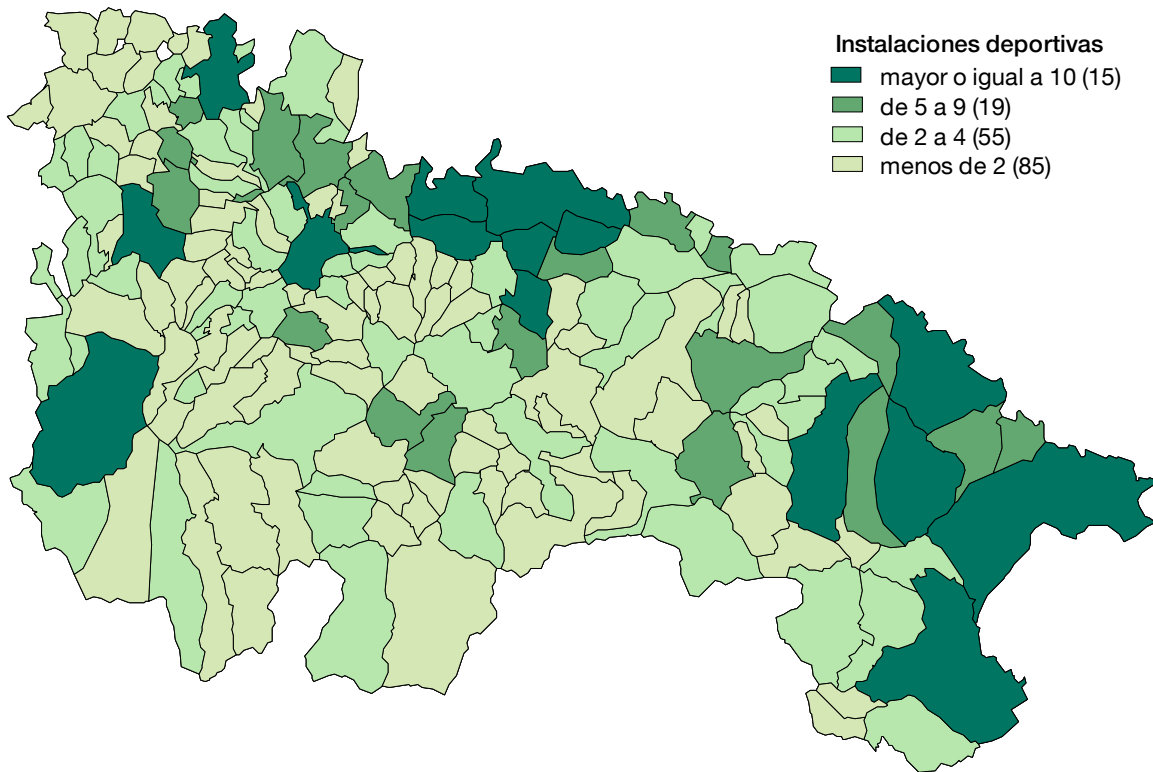 Instalaciones deportivas
mayor o igual a 10 (15)
de 5 a 9 (19)
de 2 a 4 (55)
menos de 2 (85)